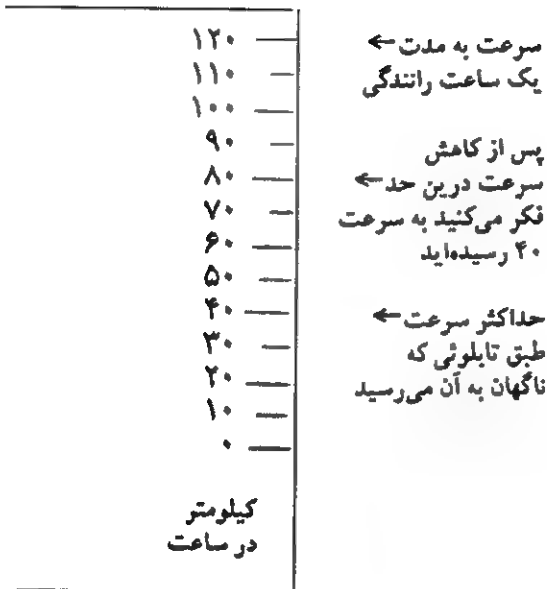 سرعت به مدت←
یک ساعت رانندگی
پس از کاهش
سرعت درین حد←
فکر می‌کنید به سرعت
۴۰ رسیده‌اید
حداکثر سرعت←
طبق تابلوئی که
ناگهان به آن می‌رسید
۱۲۰
۱۱۰
۱۰۰
۹۰
۸۰
۷۰
۶۰
۵۰
۴۰
۳۰
۲۰
۱۰
۰
کیلومتر
در ساعت